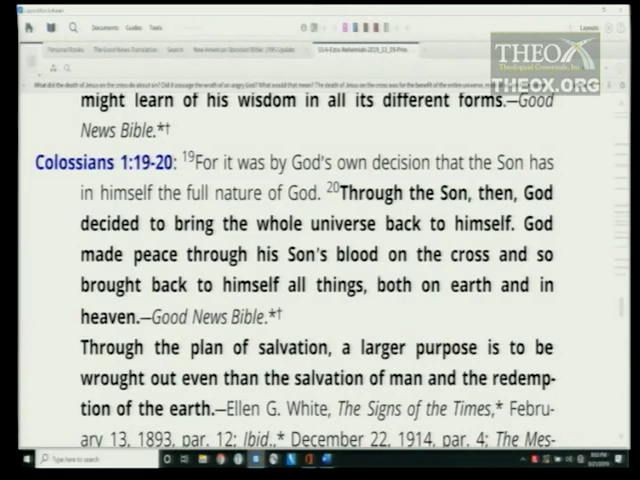 Documents Guides Tools
Layouts
Personal Books The Good News Translation Search New American Standard Bible: 1995 Update
THEOX
THEOX.ORG
What did the death of Jesus on the cross do about sin? Did it assuage the wrath of an angry God? What would that mean? The death of Jesus on the cross was for the benefit of the entire universe,
might learn of his wisdom in all its different forms.—Good
News Bible.*†
Colossians 1:19-20: 19For it was by God's own decision that the Son has
in himself the full nature of God. 20Through the Son, then, God
decided to bring the whole universe back to himself. God
made peace through his Son's blood on the cross and so
brought back to himself all things, both on earth and in
heaven.—Good News Bible.*†
Through the plan of salvation, a larger purpose is to be
wrought out even than the salvation of man and the redemp-
tion of the earth.—Ellen G. White, The Signs of the Times,* Febru-
ary 13, 1893, par. 12; Ibid.,* December 22, 1914, par. 4; The Mes-
Type here to search